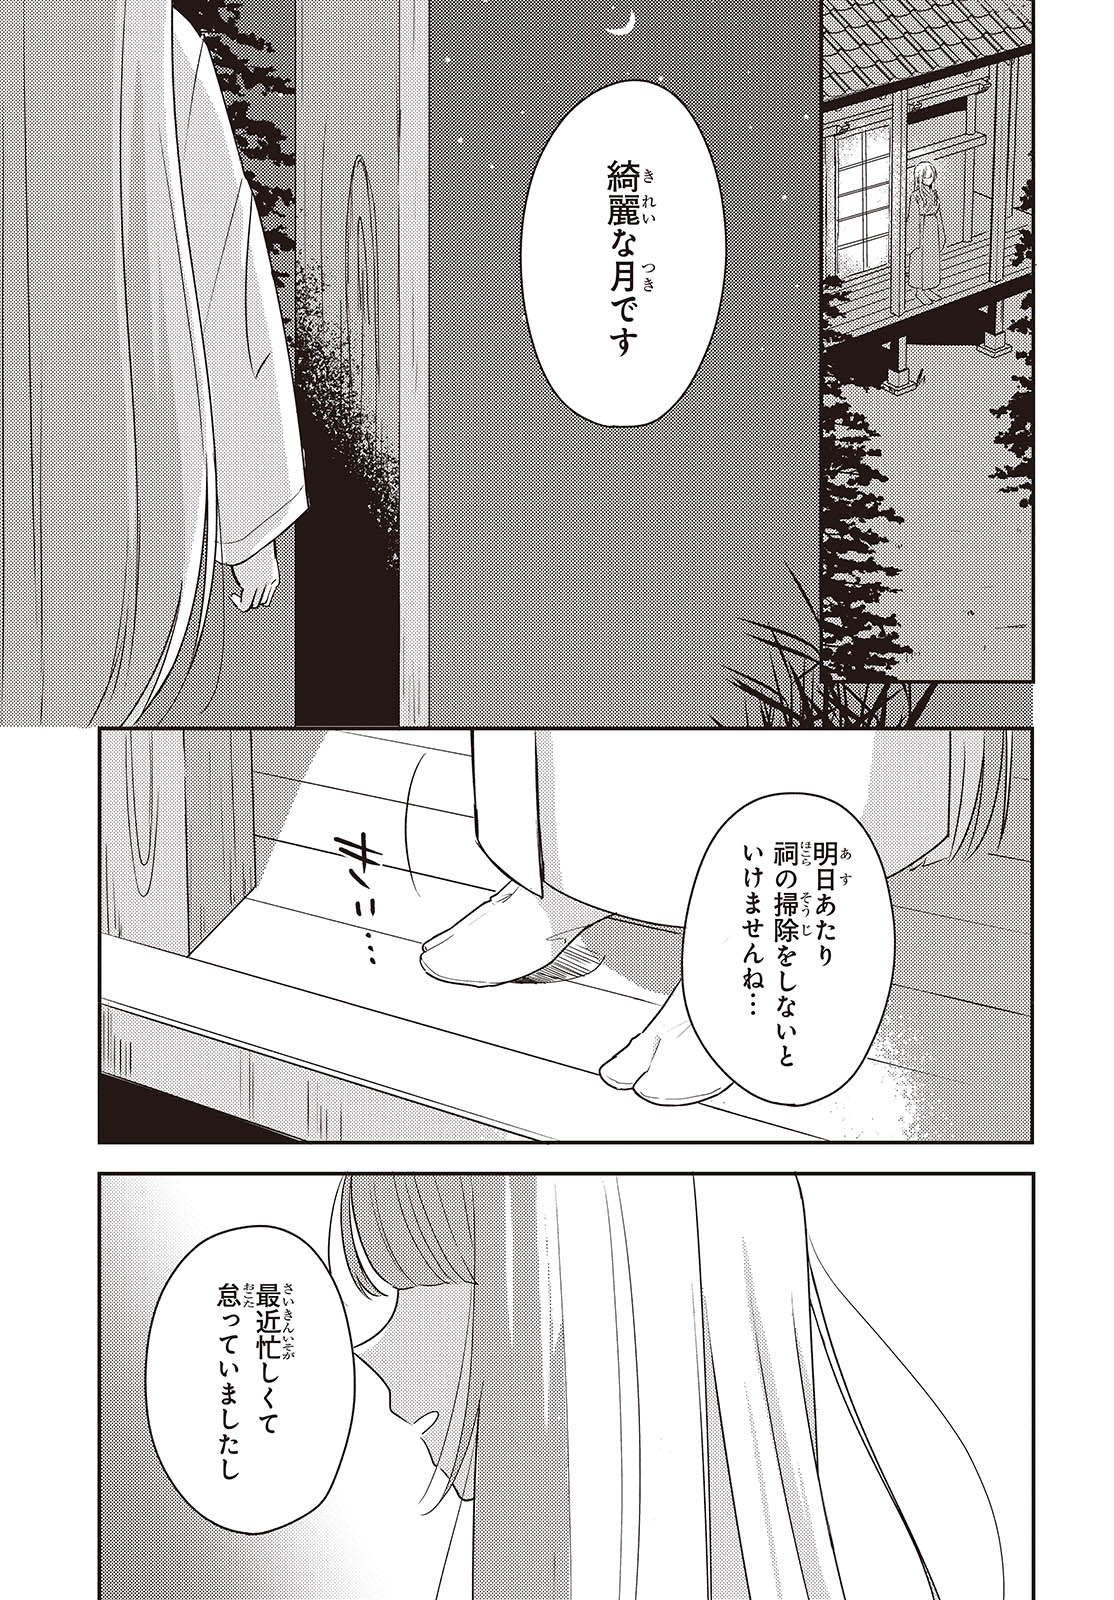 綺麗な月です
明日あたり
祠の掃除をしないと
いけませんね…
ギギ…
最近忙しくて
怠っていましたし